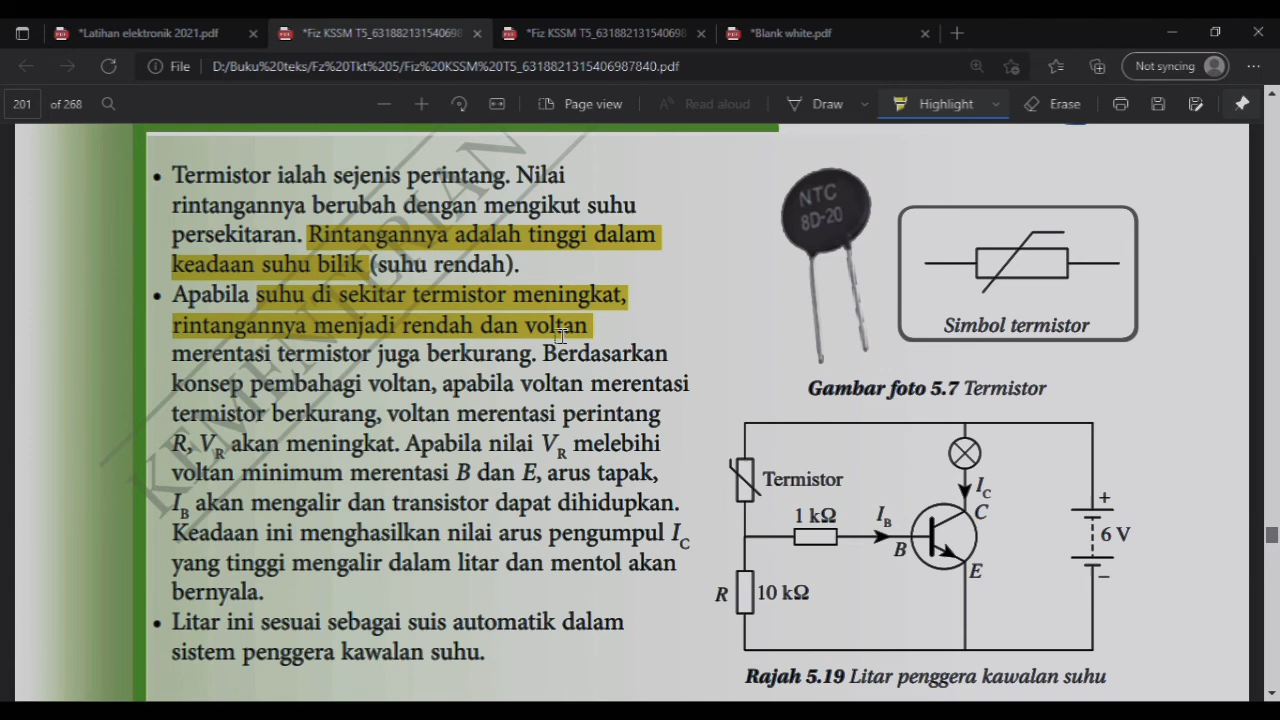 *Latihan elektronik 2021.pdf
*Fiz KSSM T5_631882131540698
*Fiz KSSM T5_631882131540698
*Blank white.pdf
File
D:/Buku%20teks/Fz%20Tkt%205/Fiz%20KSSM%20T5_6318821315406987840.pdf
Not syncing
201 of 268
Page view
Read aloud
Draw
Highlight
Erase
KEMENTERIAN
• Termistor ialah sejenis perintang. Nilai
rintangannya berubah dengan mengikut suhu
persekitaran. Rintangannya adalah tinggi dalam
keadaan suhu bilik (suhu rendah).
• Apabila suhu di sekitar termistor meningkat,
rintangannya menjadi rendah dan voltan
merentasi termistor juga berkurang. Berdasarkan
konsep pembahagi voltan, apabila voltan merentasi
termistor berkurang, voltan merentasi perintang
R, VR akan meningkat. Apabila nilai VR melebihi
voltan minimum merentasi B dan E, arus tapak,
IB akan mengalir dan transistor dapat dihidupkan.
Keadaan ini menghasilkan nilai arus pengumpul IC
yang tinggi mengalir dalam litar dan mentol akan
bernyala.
• Litar ini sesuai sebagai suis automatik dalam
sistem penggera kawalan suhu.
NTC
8D-20
Simbol termistor
Gambar foto 5.7 Termistor
Termistor
IC
C
1 kΩ
IB
B
E
+
6 V
–
R
10 kΩ
Rajah 5.19 Litar penggera kawalan suhu